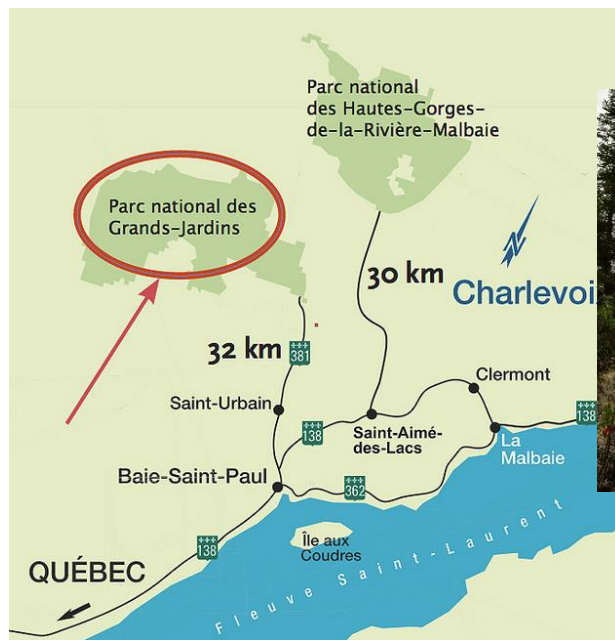 Parc national
des Hautes-Gorges-
de-la-Rivière-Malbaie
Parc national des
Grands-Jardins
30 km
Charlevoi
32 km
381
Clermont
Saint-Urbain
138
Saint-Aimé-
des-Lacs
138
La
Malbaie
Baie-Saint-Paul
362
Île aux
Coudres
138
QUÉBEC
Fleuve Saint-Laurent